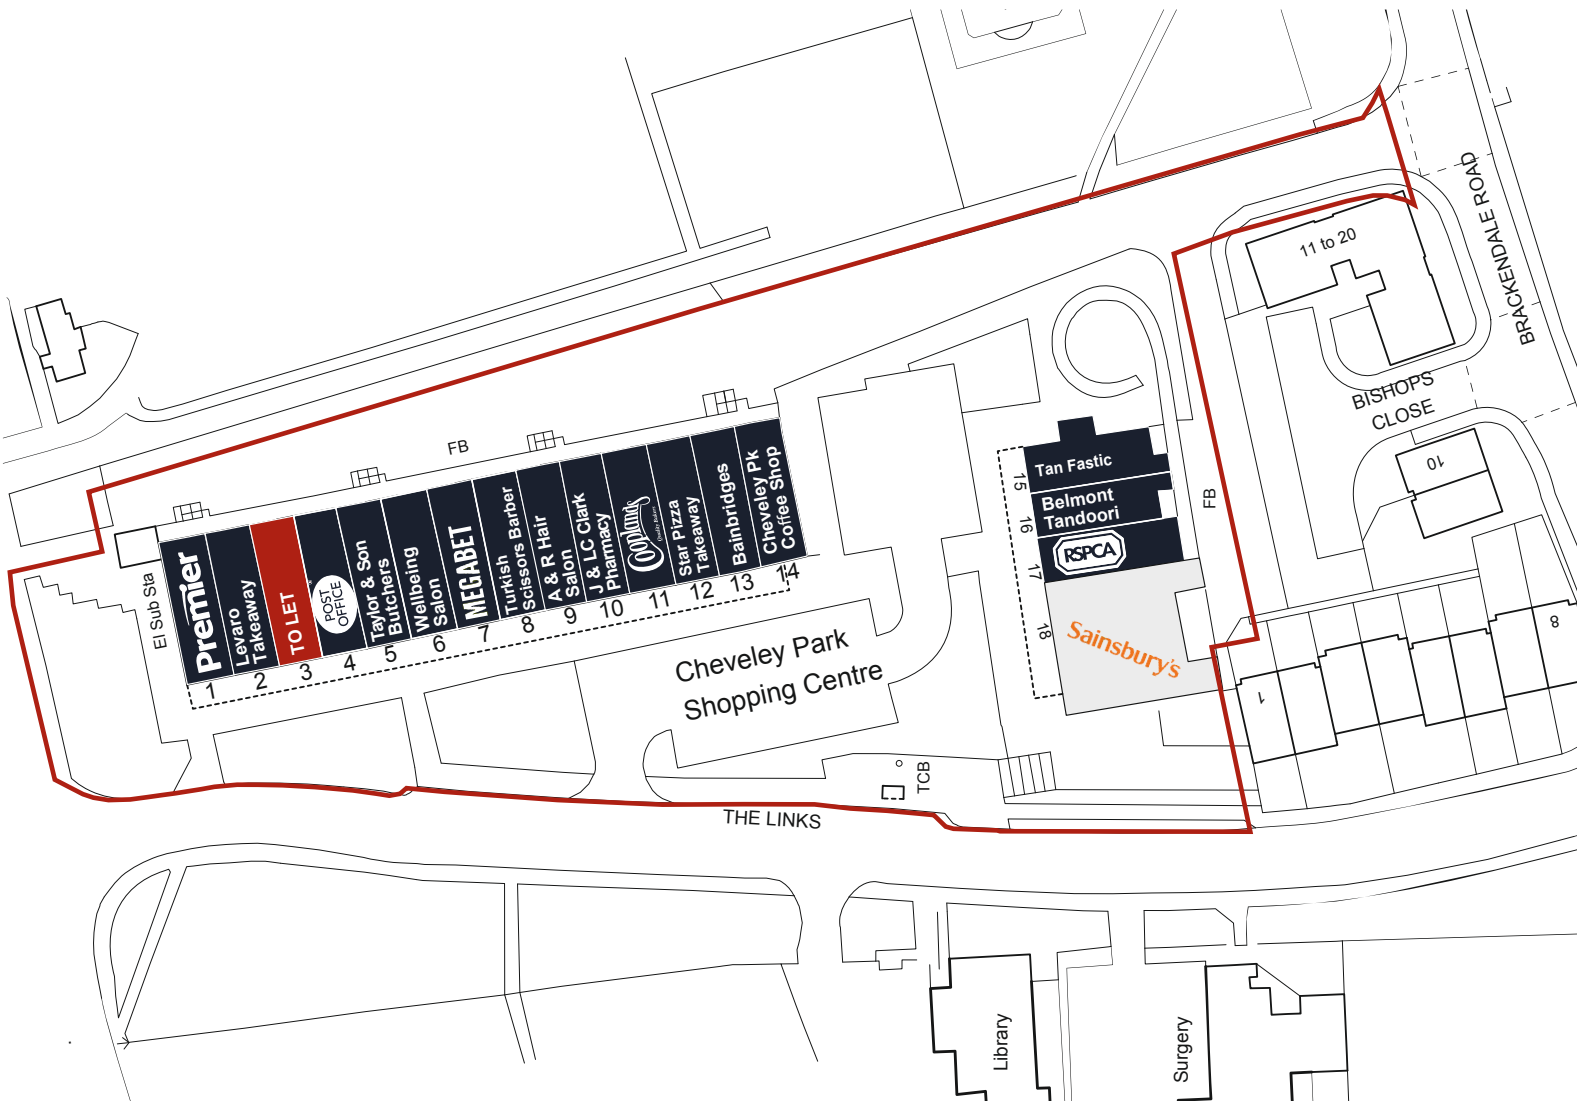 BRACKENDALE ROAD
11 to 20
BISHOPS
CLOSE
10
8
1
FB
FB
El Sub Sta
Premier
1
Levaro
Takeaway
2
TO LET
3
POST
OFFICE
4
Taylor & Son
Butchers
5
Wellbeing
Salon
6
MEGABET
7
Turkish
Scissors Barber
8
A & R Hair
Salon
9
J & LC Clark
Pharmacy
10
Cooplands
Quality Bakers
11
Star Pizza
Takeaway
12
Bainbridges
13
Cheveley Pk
Coffee Shop
14
Tan Fastic
15
Belmont
Tandoori
16
RSPCA
17
Sainsbury's
18
Cheveley Park
Shopping Centre
TCB
THE LINKS
Library
Surgery